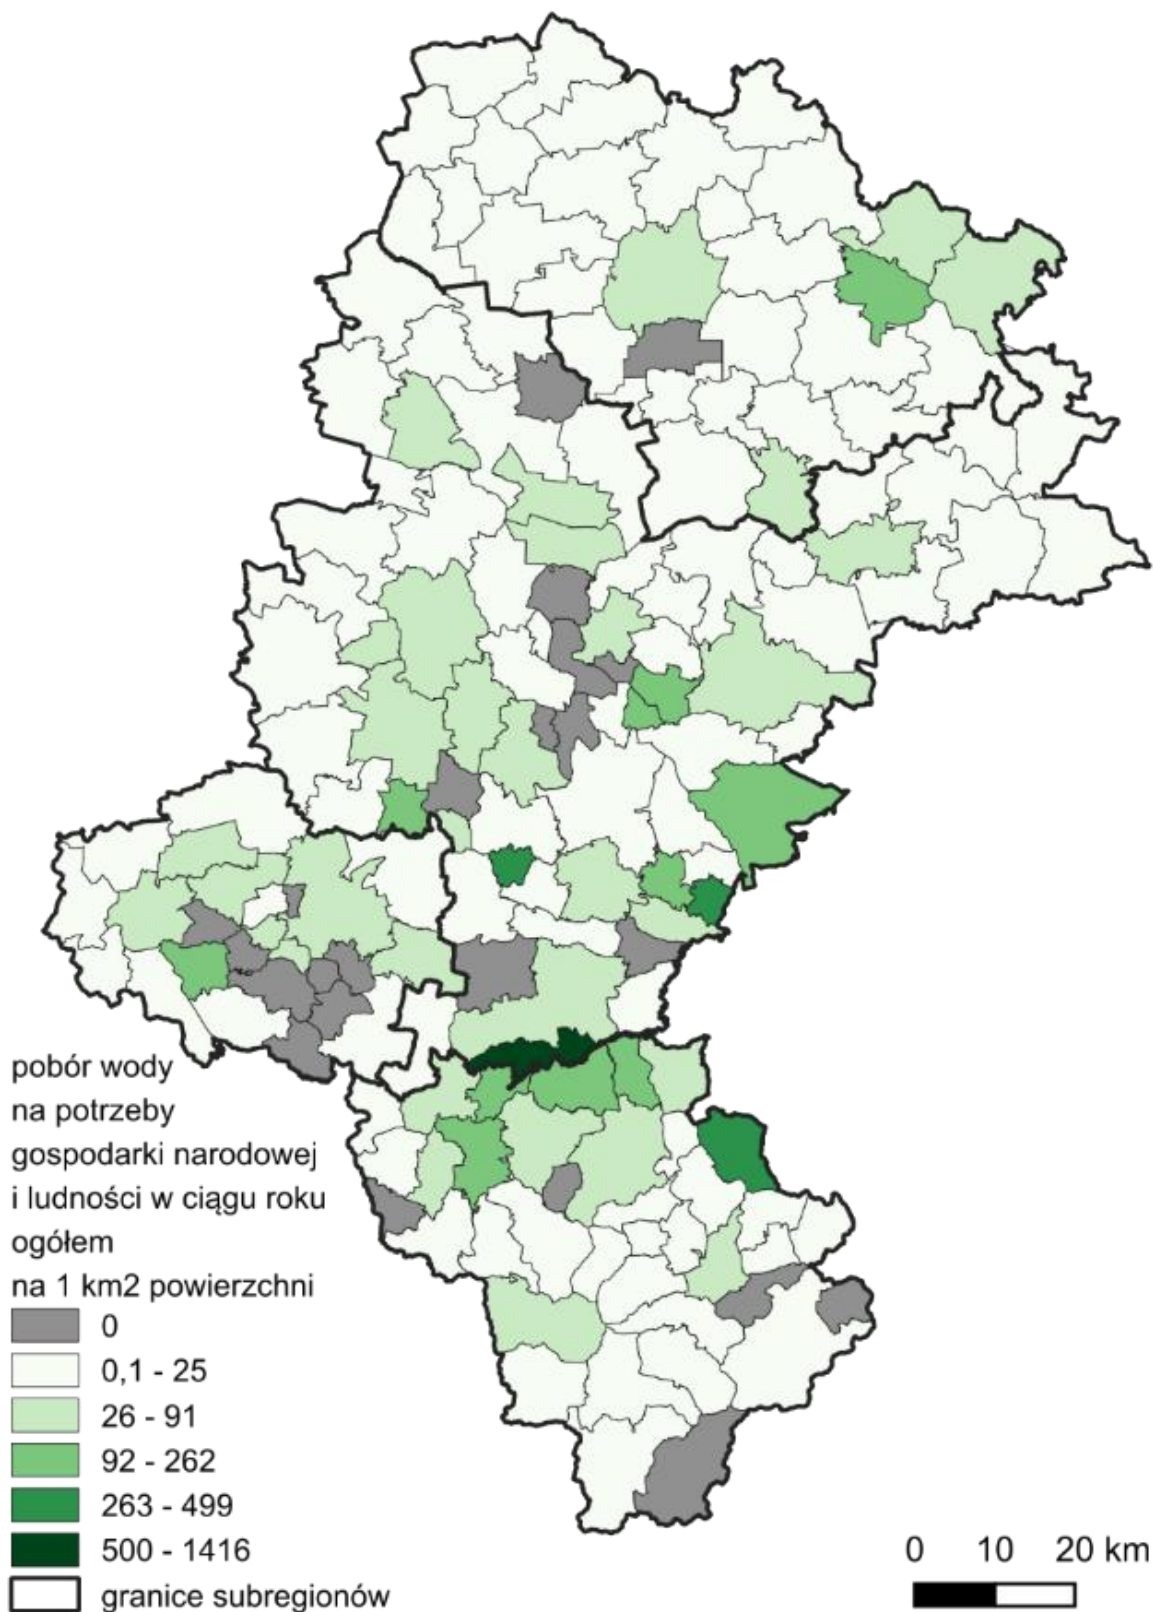 pobór wody
na potrzeby
gospodarki narodowej
i ludności w ciągu roku
ogółem
na 1 km2 powierzchni
0
0,1 - 25
26 - 91
92 - 262
263 - 499
500 - 1416
granice subregionów
0 10 20 km